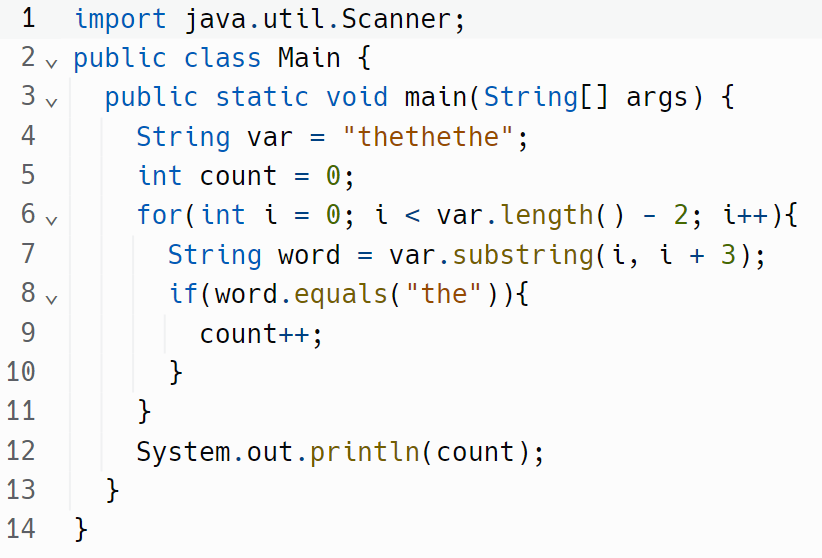 1 import java.util.Scanner;
2 public class Main {
3 public static void main(String[] args) {
4 String var = "thethethe";
5 int count = 0;
6 for(int i = 0; i < var.length() - 2; i++){
7 String word = var.substring(i, i + 3);
8 if(word.equals("the")){
9 count++;
10 }
11 }
12 System.out.println(count);
13 }
14 }